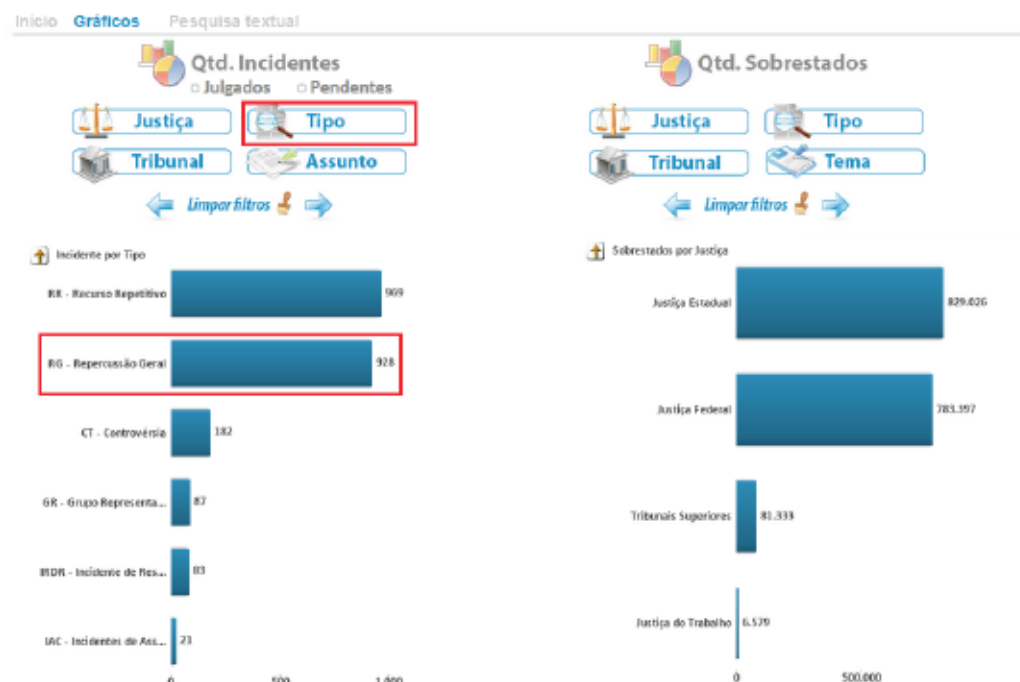 Início Gráficos Pesquisa textual
Qtd. Incidentes
Julgados Pendentes
Justiça Tipo
Tribunal Assunto
Limpar filtros
Incidente por Tipo
RR - Recurso Repetitivo 969
RG - Repercussão Geral 928
CT - Controvérsia 182
GR - Grupo Representa... 87
IRDR - Incidente de Res... 83
IAC - Incidentes de Ass... 21
0 500 1.000
Qtd. Sobrestados
Justiça Tipo
Tribunal Tema
Limpar filtros
Sobrestados por Justiça
Justiça Estadual 829.026
Justiça Federal 783.397
Tribunais Superiores 81.333
Justiça do Trabalho 6.579
0 500.000